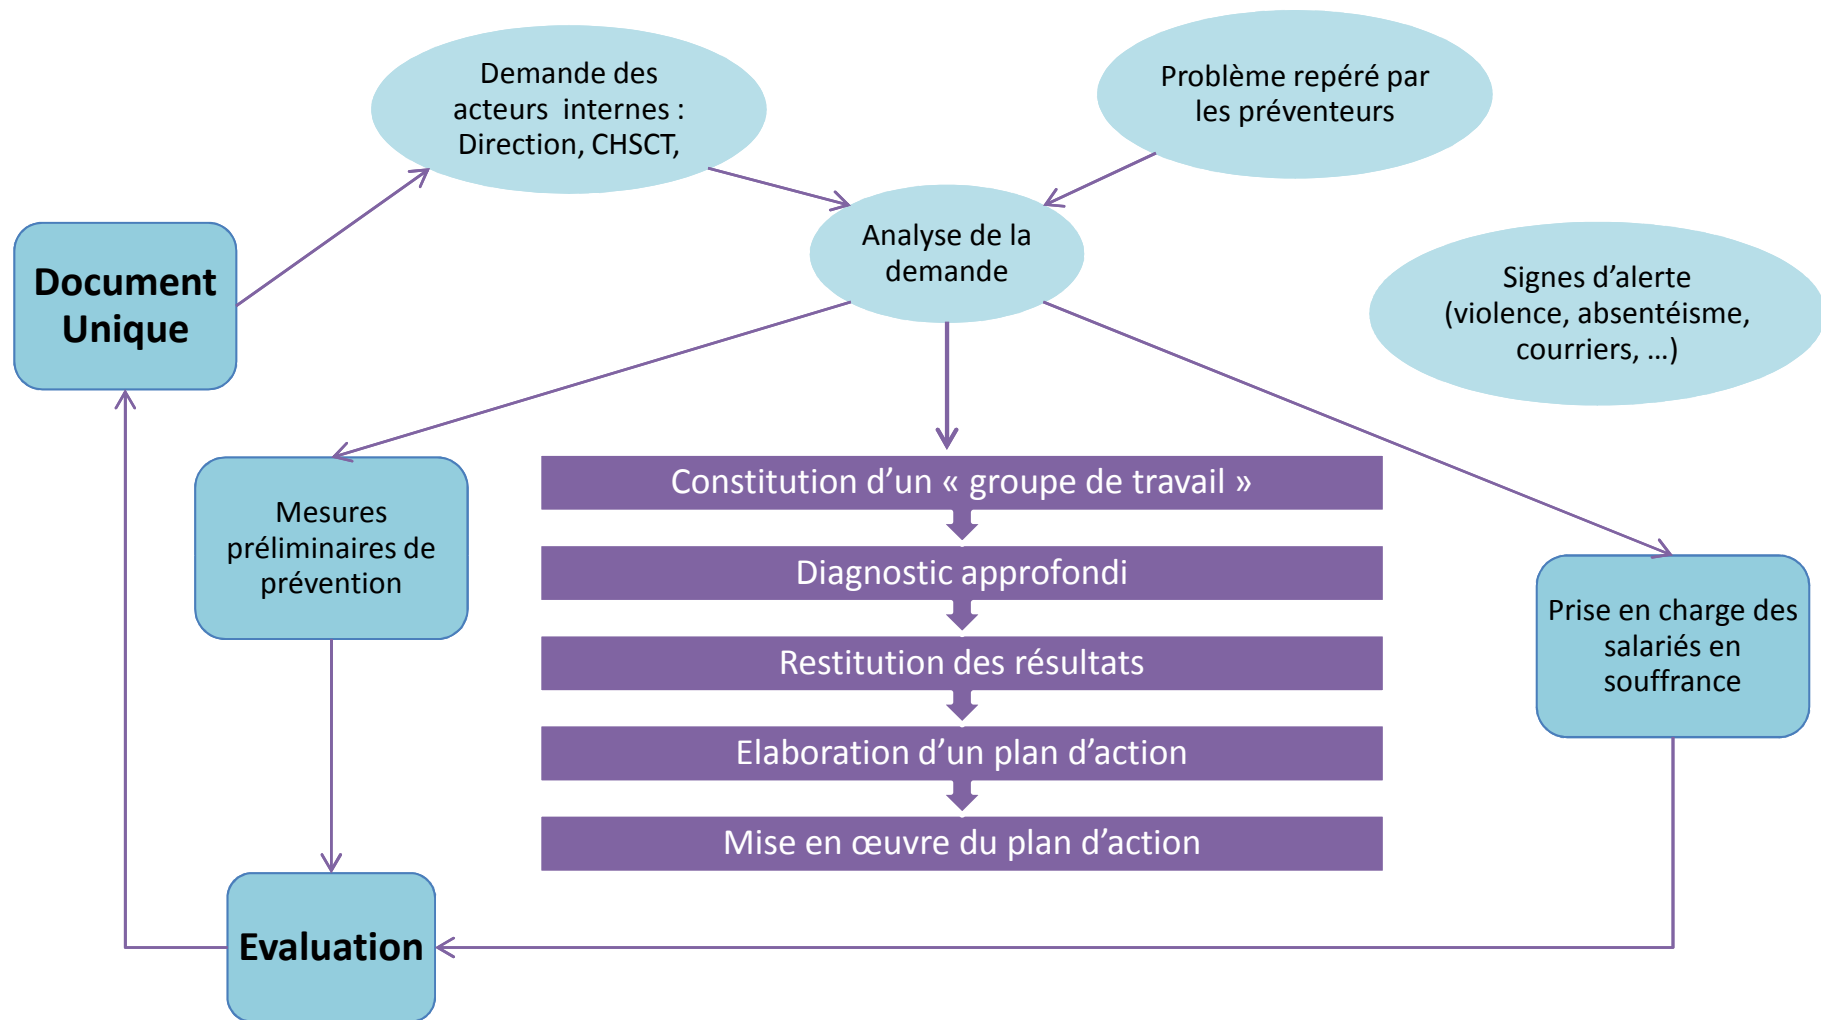 Demande des
acteurs internes :
Direction, CHSCT,
Problème repéré par
les préventeurs
Analyse de la
demande
Document
Unique
Signes d’alerte
(violence, absentéisme,
courriers, …)
Mesures
préliminaires de
prévention
Constitution d’un « groupe de travail »
Diagnostic approfondi
Restitution des résultats
Elaboration d’un plan d’action
Mise en œuvre du plan d’action
Prise en charge des
salariés en
souffrance
Evaluation